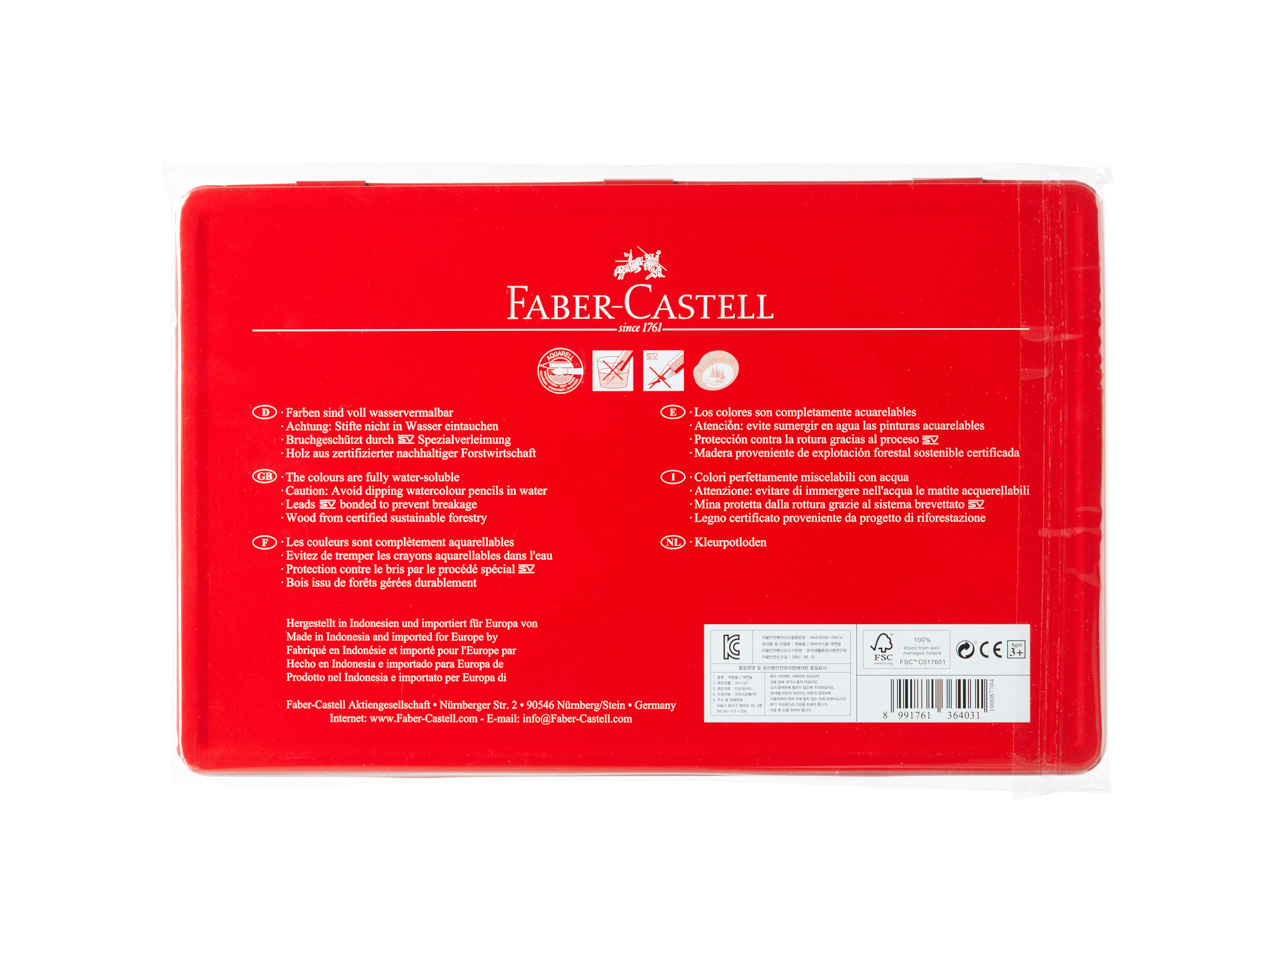 FABER-CASTELL
since 1761
AQUARELL
SV
D · Farben sind voll wasservermalbar
· Achtung: Stifte nicht in Wasser eintauchen
· Bruchgeschützt durch SV Spezialverleimung
· Holz aus zertifizierter nachhaltiger Forstwirtschaft
GB · The colours are fully water-soluble
· Caution: Avoid dipping watercolour pencils in water
· Leads SV bonded to prevent breakage
· Wood from certified sustainable forestry
F · Les couleurs sont complètement aquarellables
· Evitez de tremper les crayons aquarellables dans l'eau
· Protection contre le bris par le procédé spécial SV
· Bois issu de forêts gérées durablement
E · Los colores son completamente acuarelables
· Atención: evite sumergir en agua las pinturas acuarelables
· Protección contra la rotura gracias al proceso SV
· Madera proveniente de explotación forestal sostenible certificada
I · Colori perfettamente miscelabili con acqua
· Attenzione: evitare di immergere nell'acqua le matite acquerellabili
· Mina protetta dalla rottura grazie al sistema brevettato SV
· Legno certificato proveniente da progetto di riforestazione
NL · Kleurpotloden
Hergestellt in Indonesien und importiert für Europa von
Made in Indonesia and imported for Europe by
Fabriqué en Indonésie et importé pour l'Europe par
Hecho en Indonesia e importado para Europa de
Prodotto nel Indonesia e importato per Europa di
Faber-Castell Aktiengesellschaft • Nürnberger Str. 2 • 90546 Nürnberg/Stein • Germany
Internet: www.Faber-Castell.com - E-mail: info@Faber-Castell.com
FSC
100%
Wood from well-
managed forests
FSC® C017601
CE
Ages
3+
8 991761 364031